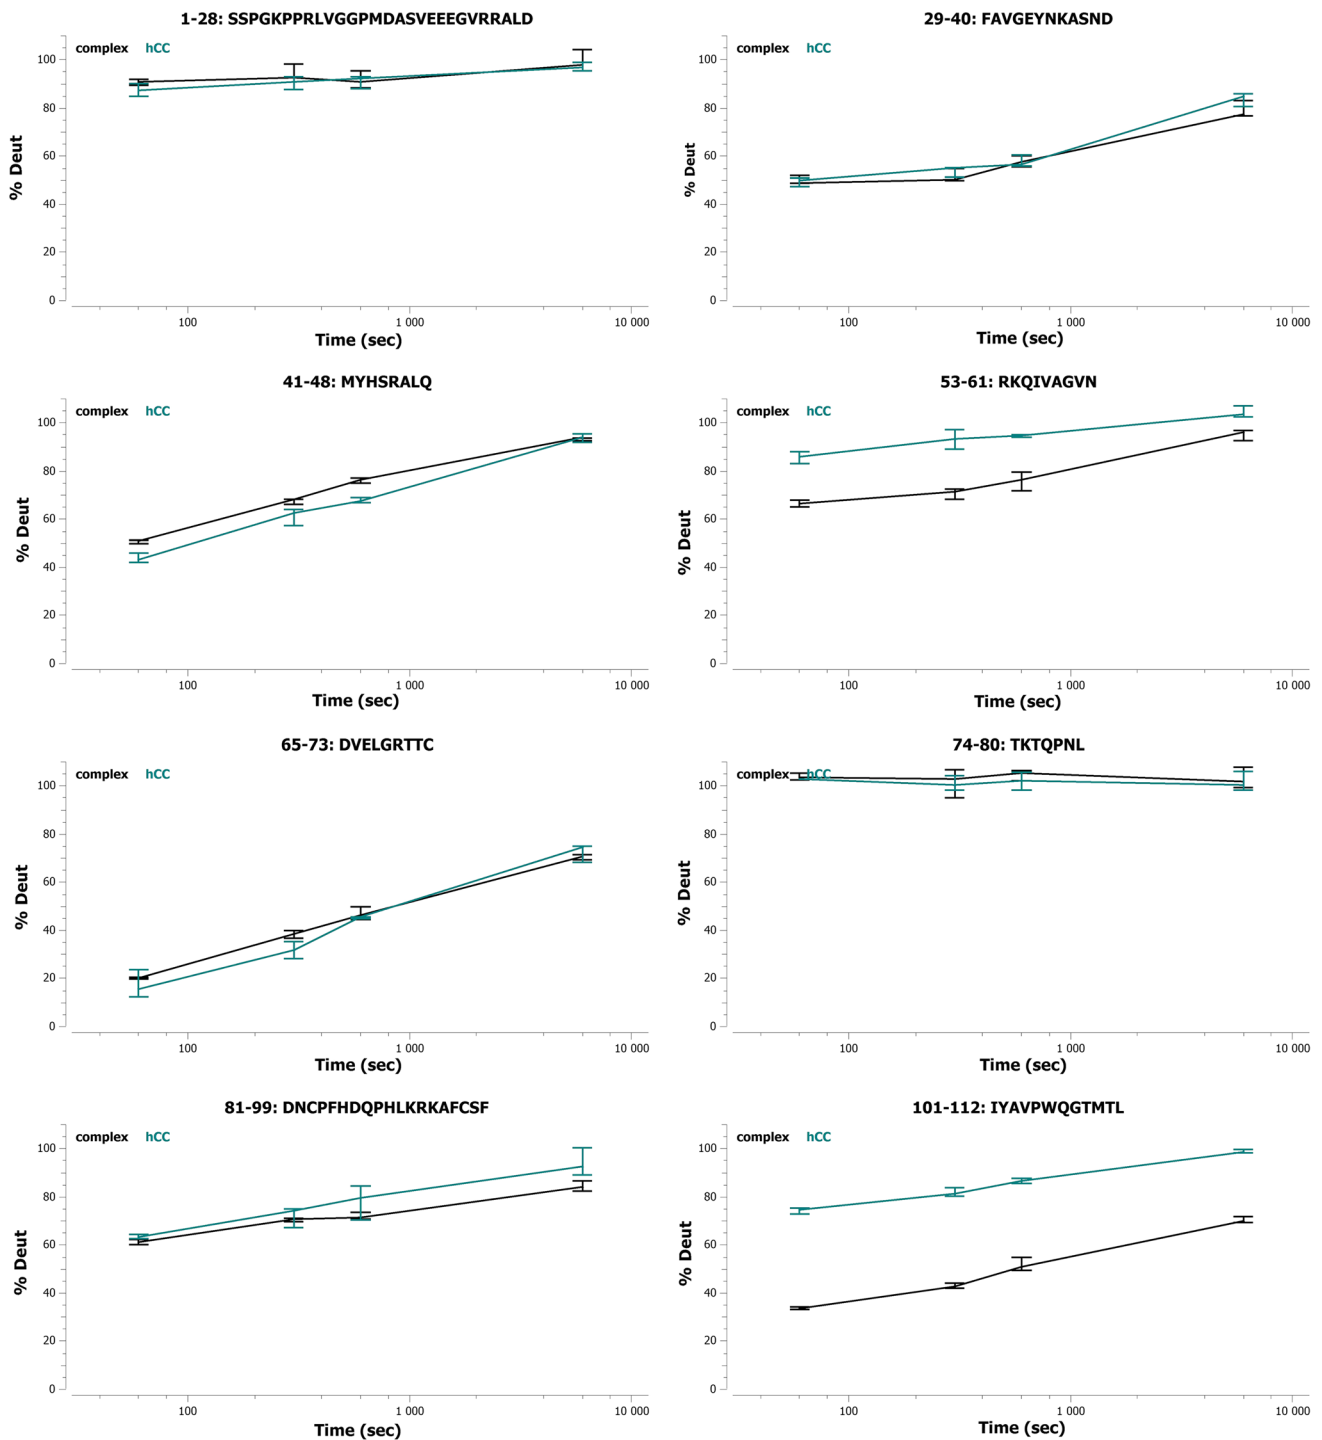 1-28: SSPGKPPRLVGGPMDASVEEEGVRRALD
complex hCC
100
80
60
40
20
0
% Deut
100 1 000 10 000
Time (sec)
29-40: FAVGEYNKASND
complex hCC
100
80
60
40
20
0
% Deut
100 1 000 10 000
Time (sec)
41-48: MYHSRALQ
complex hCC
100
80
60
40
20
0
% Deut
100 1 000 10 000
Time (sec)
53-61: RKQIVAGVN
complex hCC
100
80
60
40
20
0
% Deut
100 1 000 10 000
Time (sec)
65-73: DVELGRTTC
complex hCC
100
80
60
40
20
0
% Deut
100 1 000 10 000
Time (sec)
74-80: TKTQPNL
complex hCC
100
80
60
40
20
0
% Deut
100 1 000 10 000
Time (sec)
81-99: DNCPFHDQPHLKRKAFCSF
complex hCC
100
80
60
40
20
0
% Deut
100 1 000 10 000
Time (sec)
101-112: IYAVPWQGTMTL
complex hCC
100
80
60
40
20
0
% Deut
100 1 000 10 000
Time (sec)